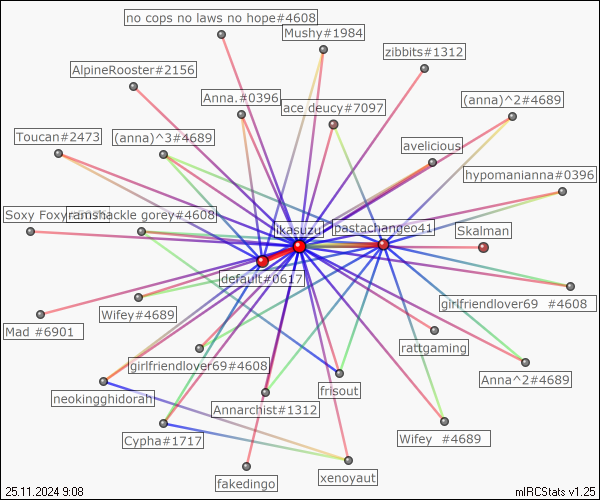 no cops no laws no hope#4608
Mushy#1984
zibbits#1312
AlpineRooster#2156
Anna.#0396
ace deucy#7097
(anna)^2#4689
Toucan#2473
(anna)^3#4689
avelicious
hypomanianna#0396
Soxy Foxy
ramshackle gorey#4608
likasuzu
pastachangeo41
Skalman
default#0617
Wifey#4689
girlfriendlover69 #4608
Mad #6901
girlfriendlover69#4608
rattgaming
neokingghidorah
frisout
Anna^2#4689
Annarchist#1312
Cypha#1717
Wifey #4689
fakedingo
xenoyaut
25.11.2024 9:08
mIRCStats v1.25